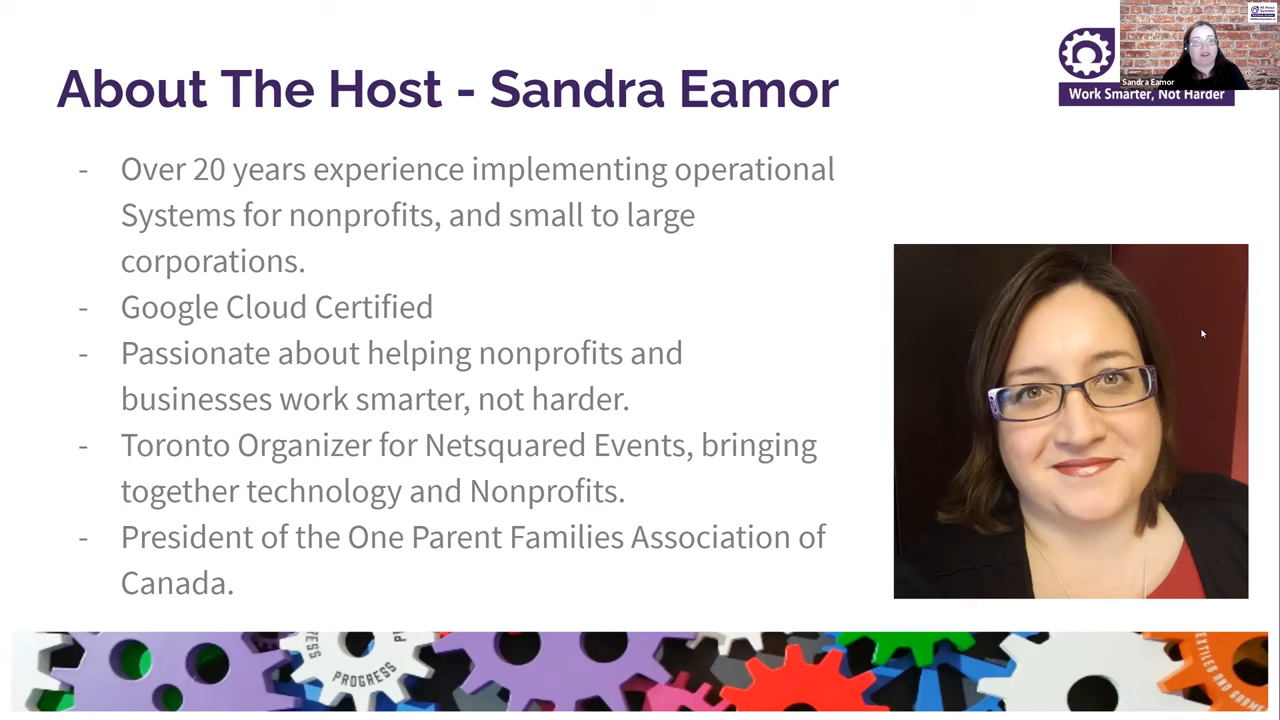 About The Host - Sandra Eamor
Sandra Eamor
Work Smarter, Not Harder
- Over 20 years experience implementing operational
Systems for nonprofits, and small to large
corporations.
- Google Cloud Certified
- Passionate about helping nonprofits and
businesses work smarter, not harder.
- Toronto Organizer for Netsquared Events, bringing
together technology and Nonprofits.
- President of the One Parent Families Association of
Canada.
PROGRESS